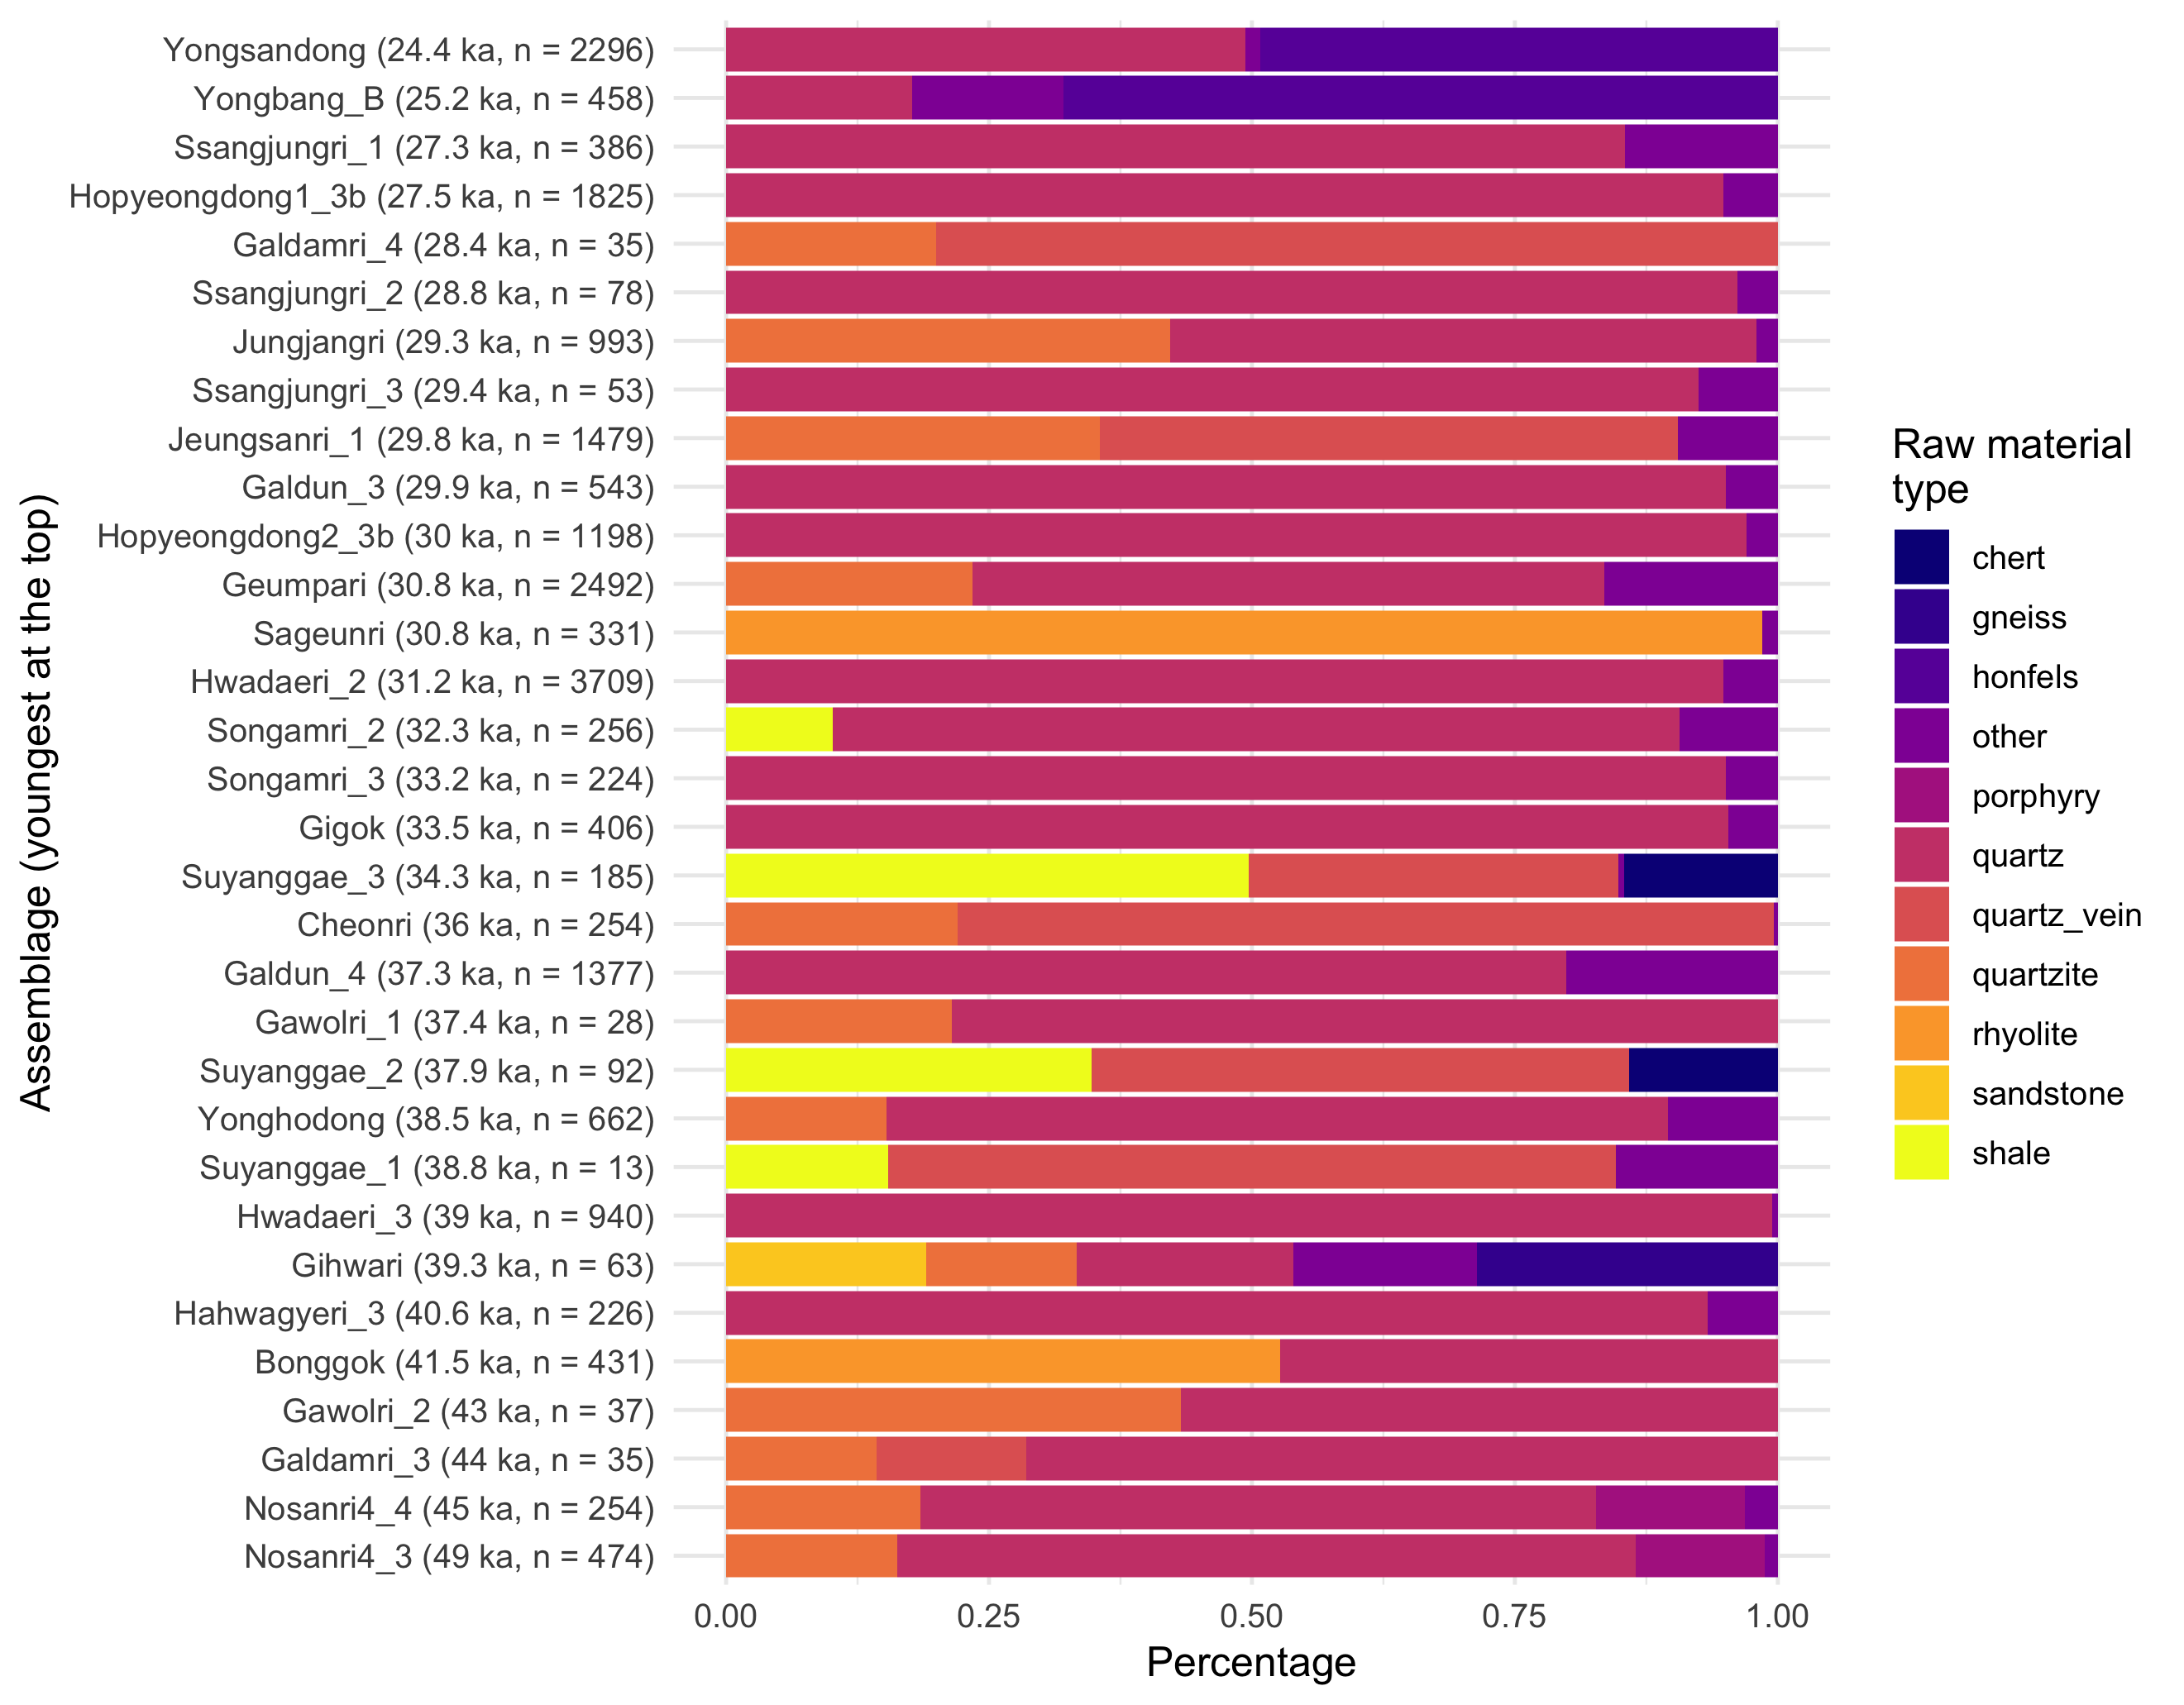 Yongsandong (24.4 ka, n = 2296)
Yongbang_B (25.2 ka, n = 458)
Ssangjungri_1 (27.3 ka, n = 386)
Hopyeongdong1_3b (27.5 ka, n = 1825)
Galdamri_4 (28.4 ka, n = 35)
Ssangjungri_2 (28.8 ka, n = 78)
Jungjangri (29.3 ka, n = 993)
Ssangjungri_3 (29.4 ka, n = 53)
Jeungsanri_1 (29.8 ka, n = 1479)
Galdun_3 (29.9 ka, n = 543)
Hopyeongdong2_3b (30 ka, n = 1198)
Geumpari (30.8 ka, n = 2492)
Sageunri (30.8 ka, n = 331)
Hwadaeri_2 (31.2 ka, n = 3709)
Songamri_2 (32.3 ka, n = 256)
Songamri_3 (33.2 ka, n = 224)
Gigok (33.5 ka, n = 406)
Suyanggae_3 (34.3 ka, n = 185)
Cheonri (36 ka, n = 254)
Galdun_4 (37.3 ka, n = 1377)
Gawolri_1 (37.4 ka, n = 28)
Suyanggae_2 (37.9 ka, n = 92)
Yonghodong (38.5 ka, n = 662)
Suyanggae_1 (38.8 ka, n = 13)
Hwadaeri_3 (39 ka, n = 940)
Gihwari (39.3 ka, n = 63)
Hahwagyeri_3 (40.6 ka, n = 226)
Bonggok (41.5 ka, n = 431)
Gawolri_2 (43 ka, n = 37)
Galdamri_3 (44 ka, n = 35)
Nosanri4_4 (45 ka, n = 254)
Nosanri4_3 (49 ka, n = 474)
Assemblage (youngest at the top)
0.00 0.25 0.50 0.75 1.00
Percentage
Raw material
type
chert
gneiss
honfels
other
porphyry
quartz
quartz_vein
quartzite
rhyolite
sandstone
shale